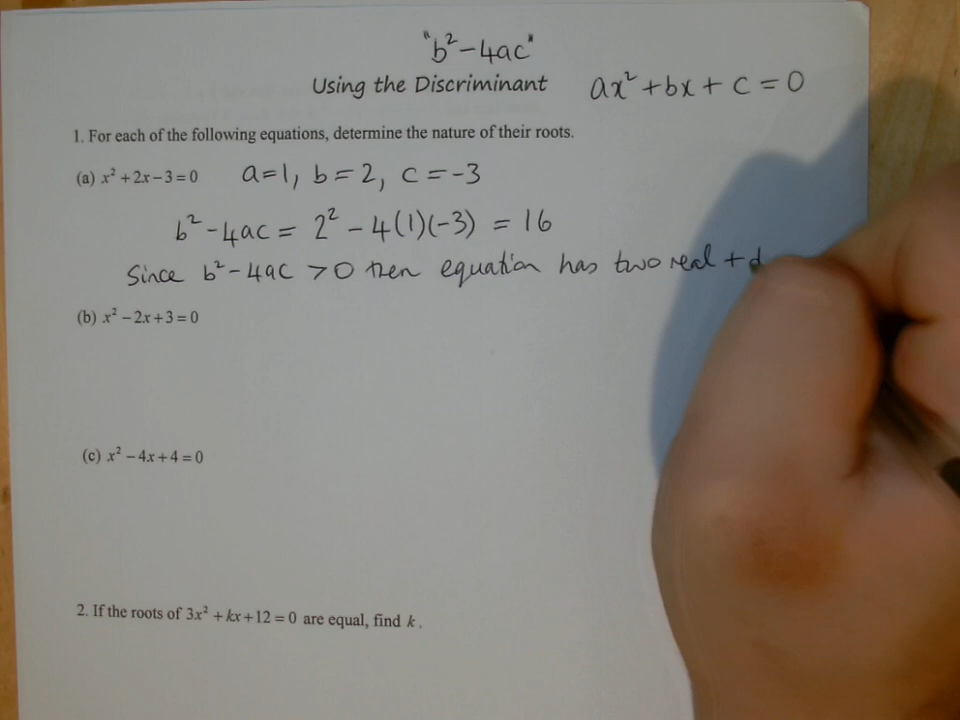 "b²-4ac"
Using the Discriminant ax²+bx+c=0
1. For each of the following equations, determine the nature of their roots.
(a) x²+2x-3=0 a=1, b=2, c=-3
b²-4ac = 2²-4(1)(-3) = 16
Since b²-4ac >0 then equation has two real + d
(b) x²-2x+3=0
(c) x²-4x+4=0
2. If the roots of 3x²+kx+12=0 are equal, find k.